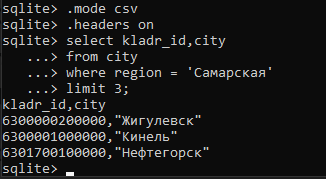 sqlite> .mode csv
sqlite> .headers on
sqlite> select kladr_id,city
   ...> from city
   ...> where region = 'Самарская'
   ...> limit 3;
kladr_id,city
6300000200000,"Жигулевск"
6300001000000,"Кинель"
6301700100000,"Нефтегорск"
sqlite>